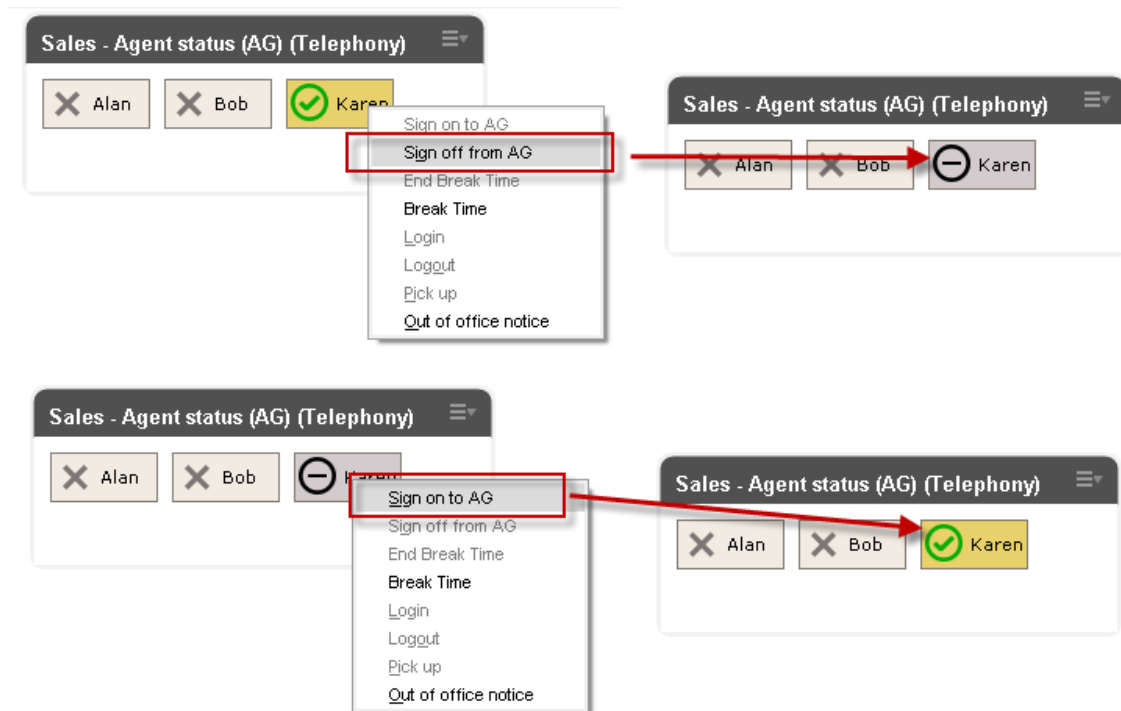 Sales - Agent status (AG) (Telephony)
Alan Bob Karen
Sign on to AG
Sign off from AG
End Break Time
Break Time
Login
Logout
Pick up
Out of office notice
Sales - Agent status (AG) (Telephony)
Alan Bob Karen
Sales - Agent status (AG) (Telephony)
Alan Bob Karen
Sign on to AG
Sign off from AG
End Break Time
Break Time
Login
Logout
Pick up
Out of office notice
Sales - Agent status (AG) (Telephony)
Alan Bob Karen